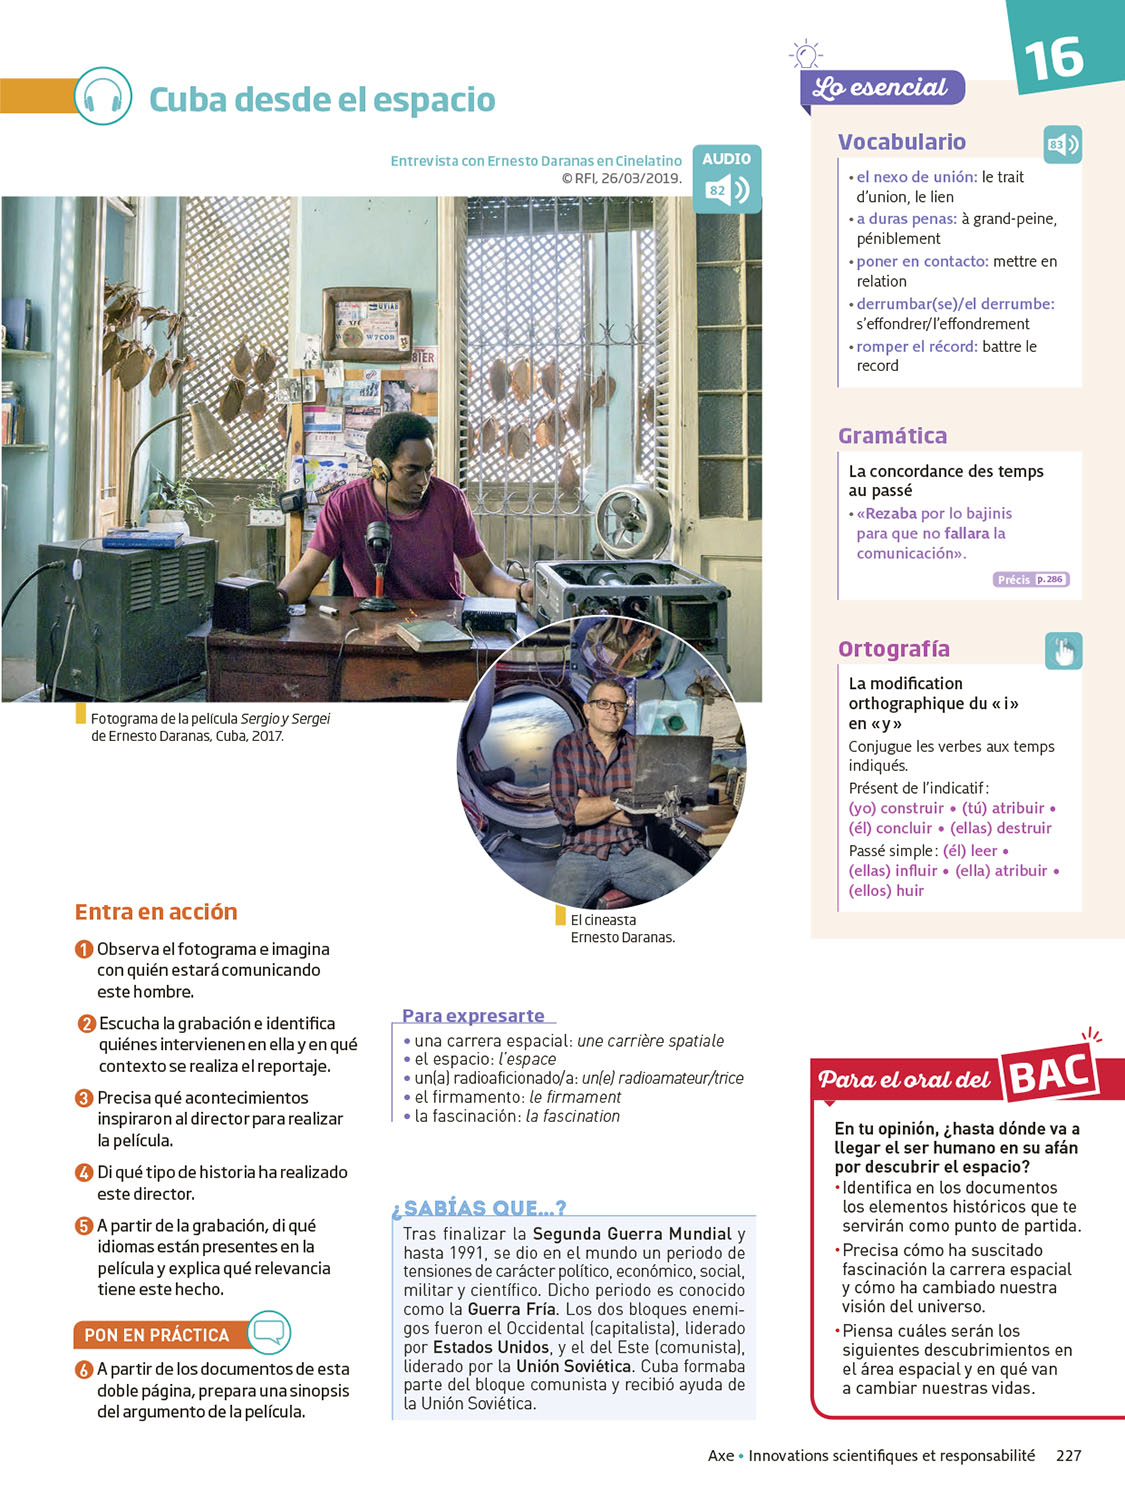 16
Cuba desde el espacio
Entrevista con Ernesto Daranas en Cinelatino
© RFI, 26/03/2019.
AUDIO
82
Fotograma de la película Sergio y Sergei
de Ernesto Daranas, Cuba, 2017.
El cineasta
Ernesto Daranas.
Entra en acción
1 Observa el fotograma e imagina
con quién estará comunicando
este hombre.
2 Escucha la grabación e identifica
quiénes intervienen en ella y en qué
contexto se realiza el reportaje.
3 Precisa qué acontecimientos
inspiraron al director para realizar
la película.
4 Di qué tipo de historia ha realizado
este director.
5 A partir de la grabación, di qué
idiomas están presentes en la
película y explica qué relevancia
tiene este hecho.
PON EN PRÁCTICA
6 A partir de los documentos de esta
doble página, prepara una sinopsis
del argumento de la película.
Para expresarte
• una carrera espacial: une carrière spatiale
• el espacio: l'espace
• un(a) radioaficionado/a: un(e) radioamateur/trice
• el firmamento: le firmament
• la fascinación: la fascination
¿SABÍAS QUE...?
Tras finalizar la Segunda Guerra Mundial y
hasta 1991, se dio en el mundo un periodo de
tensiones de carácter político, económico, social,
militar y científico. Dicho periodo es conocido
como la Guerra Fría. Los dos bloques enemi-
gos fueron el Occidental (capitalista), liderado
por Estados Unidos, y el del Este (comunista),
liderado por la Unión Soviética. Cuba formaba
parte del bloque comunista y recibió ayuda de
la Unión Soviética.
Lo esencial
Vocabulario
83
• el nexo de unión: le trait
d'union, le lien
• a duras penas: à grand-peine,
péniblement
• poner en contacto: mettre en
relation
• derrumbar(se)/el derrumbe:
s'effondrer/l'effondrement
• romper el récord: battre le
record
Gramática
La concordance des temps
au passé
• «Rezaba por lo bajinis
para que no fallara la
comunicación».
Précis p. 286
Ortografía
La modification
orthographique du « i »
en « y »
Conjugue les verbes aux temps
indiqués.
Présent de l'indicatif :
(yo) construir • (tú) atribuir •
(él) concluir • (ellas) destruir
Passé simple : (él) leer •
(ellas) influir • (ella) atribuir •
(ellos) huir
Para el oral del BAC
En tu opinión, ¿hasta dónde va a
llegar el ser humano en su afán
por descubrir el espacio?
• Identifica en los documentos
los elementos históricos que te
servirán como punto de partida.
• Precisa cómo ha suscitado
fascinación la carrera espacial
y cómo ha cambiado nuestra
visión del universo.
• Piensa cuáles serán los
siguientes descubrimientos en
el área espacial y en qué van
a cambiar nuestras vidas.
Axe • Innovations scientifiques et responsabilité 227